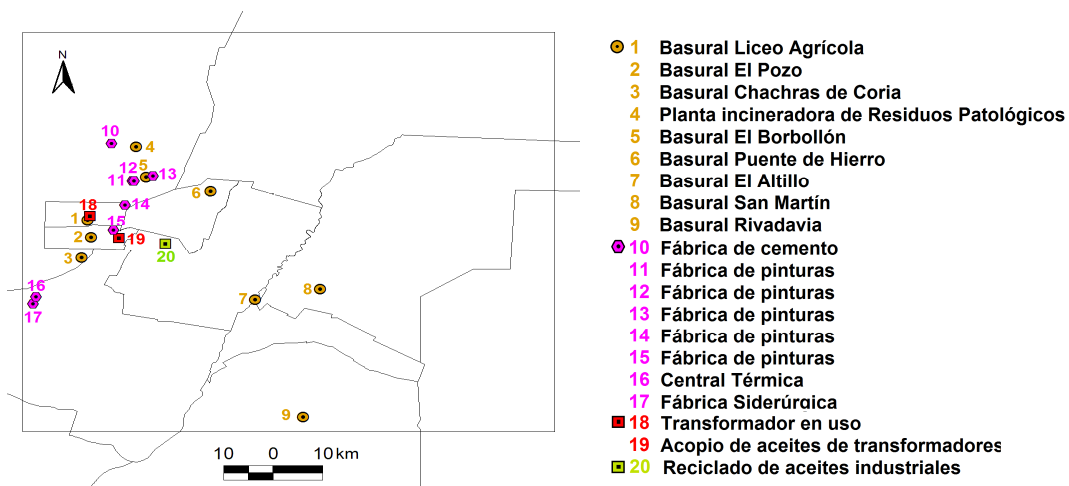 N
10
4
12
5
13
11
6
14
18
1
15
2
19
20
3
16
17
7
8
9
10 0 10 km
1 Basural Liceo Agrícola
2 Basural El Pozo
3 Basural Chachras de Coria
4 Planta incineradora de Residuos Patológicos
5 Basural El Borbollón
6 Basural Puente de Hierro
7 Basural El Altillo
8 Basural San Martín
9 Basural Rivadavia
10 Fábrica de cemento
11 Fábrica de pinturas
12 Fábrica de pinturas
13 Fábrica de pinturas
14 Fábrica de pinturas
15 Fábrica de pinturas
16 Central Térmica
17 Fábrica Siderúrgica
18 Transformador en uso
19 Acopio de aceites de transformadores
20 Reciclado de aceites industriales